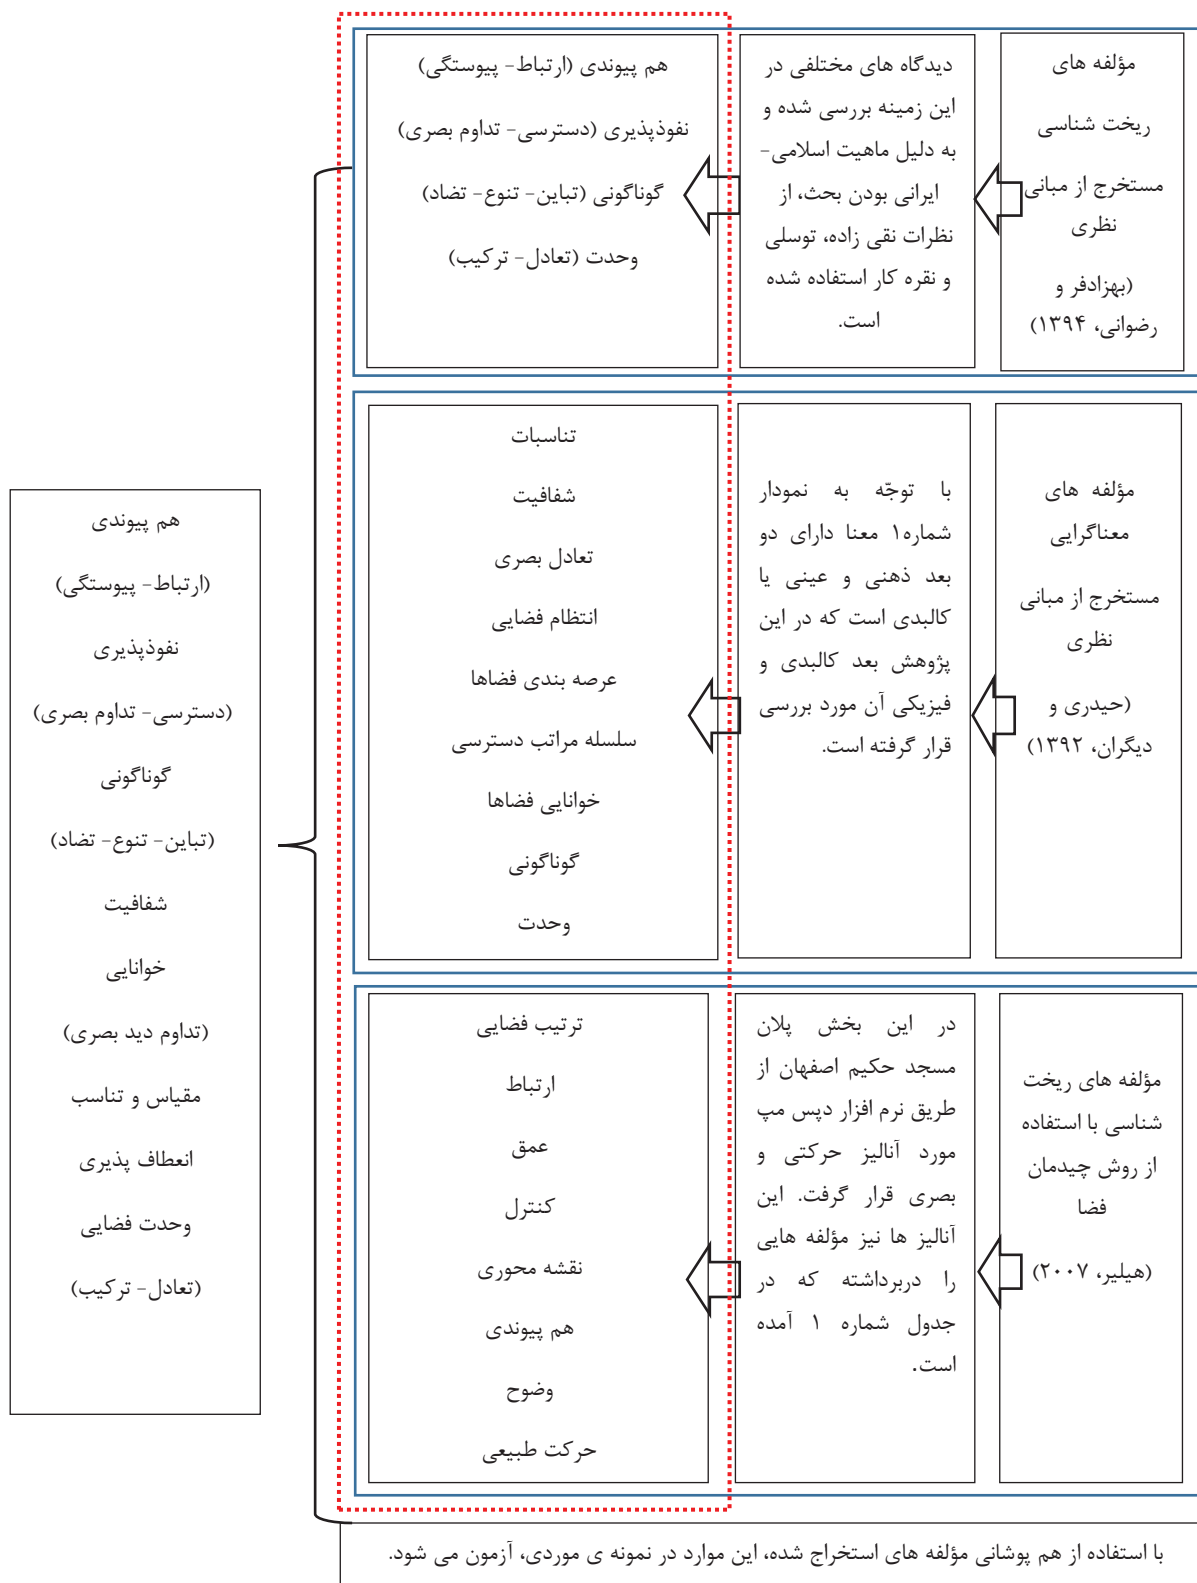 مؤلفه های
ریخت شناسی
مستخرج از مبانی
نظری
(بهزادفر و
رضوانی، ۱۳۹۴)
دیدگاه های مختلفی در
این زمینه بررسی شده و
به دلیل ماهیت اسلامی-
ایرانی بودن بحث، از
نظرات نقی زاده، توسلی
و نقره کار استفاده شده
است.
هم پیوندی (ارتباط- پیوستگی)
نفوذپذیری (دسترسی- تداوم بصری)
گوناگونی (تباین- تنوع- تضاد)
وحدت (تعادل- ترکیب)
مؤلفه های
معناگرایی
مستخرج از مبانی
نظری
(حیدری و
دیگران، ۱۳۹۲)
با توجّه به نمودار
شماره۱ معنا دارای دو
بعد ذهنی و عینی یا
کالبدی است که در این
پژوهش بعد کالبدی و
فیزیکی آن مورد بررسی
قرار گرفته است.
تناسبات
شفافیت
تعادل بصری
انتظام فضایی
عرصه بندی فضاها
سلسله مراتب دسترسی
خوانایی فضاها
گوناگونی
وحدت
مؤلفه های ریخت
شناسی با استفاده
از روش چیدمان
فضا
(هیلیر، ۲۰۰۷)
در این بخش پلان
مسجد حکیم اصفهان از
طریق نرم افزار دپس مپ
مورد آنالیز حرکتی و
بصری قرار گرفت. این
آنالیز ها نیز مؤلفه هایی
را دربرداشته که در
جدول شماره ۱ آمده
است.
ترتیب فضایی
ارتباط
عمق
کنترل
نقشه محوری
هم پیوندی
وضوح
حرکت طبیعی
هم پیوندی
(ارتباط- پیوستگی)
نفوذپذیری
(دسترسی- تداوم بصری)
گوناگونی
(تباین- تنوع- تضاد)
شفافیت
خوانایی
(تداوم دید بصری)
مقیاس و تناسب
انعطاف پذیری
وحدت فضایی
(تعادل- ترکیب)
با استفاده از هم پوشانی مؤلفه های استخراج شده، این موارد در نمونه ی موردی، آزمون می شود.